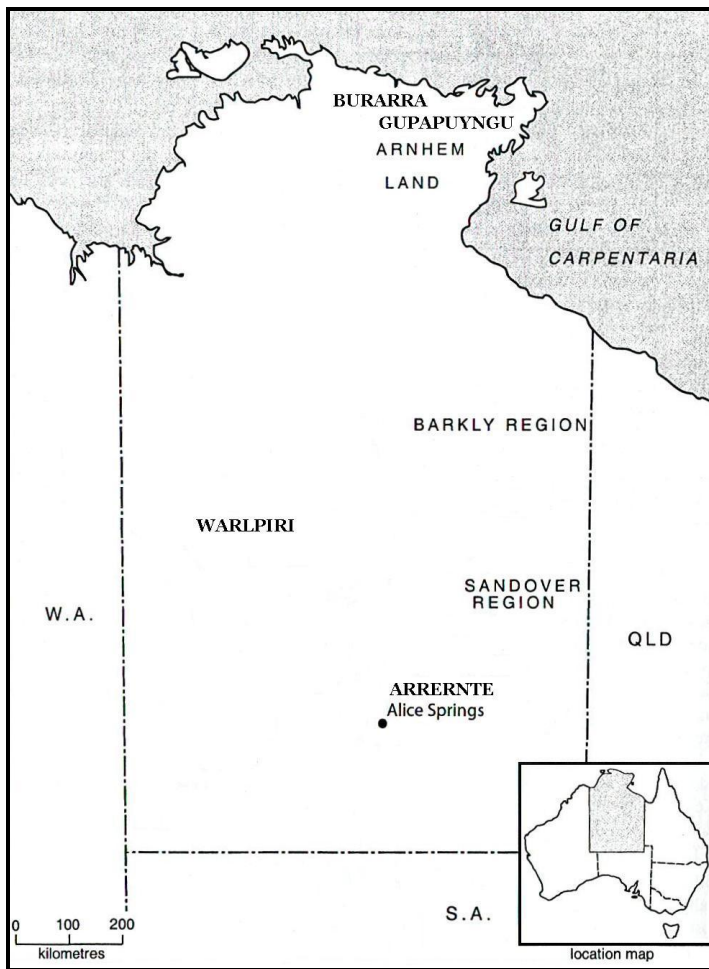 BURARRA
GUPAPUYNGU
ARNHEM
LAND
GULF OF
CARPENTARIA
BARKLY REGION
WARLPIRI
SANDOVER
REGION
W.A.
QLD
ARRERNTE
Alice Springs
S.A.
0 100 200
kilometres
location map